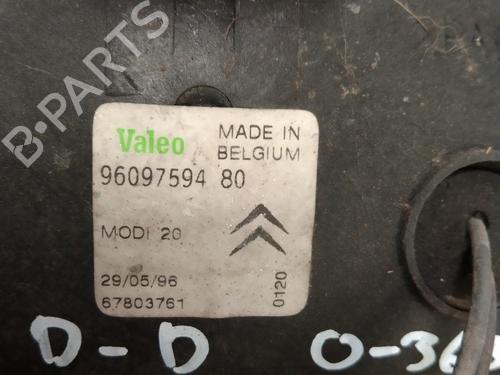 B-PARTS
Valeo
MADE IN
BELGIUM
96097594 80
MODI 20
29/05/96
67803761
0120
D-D